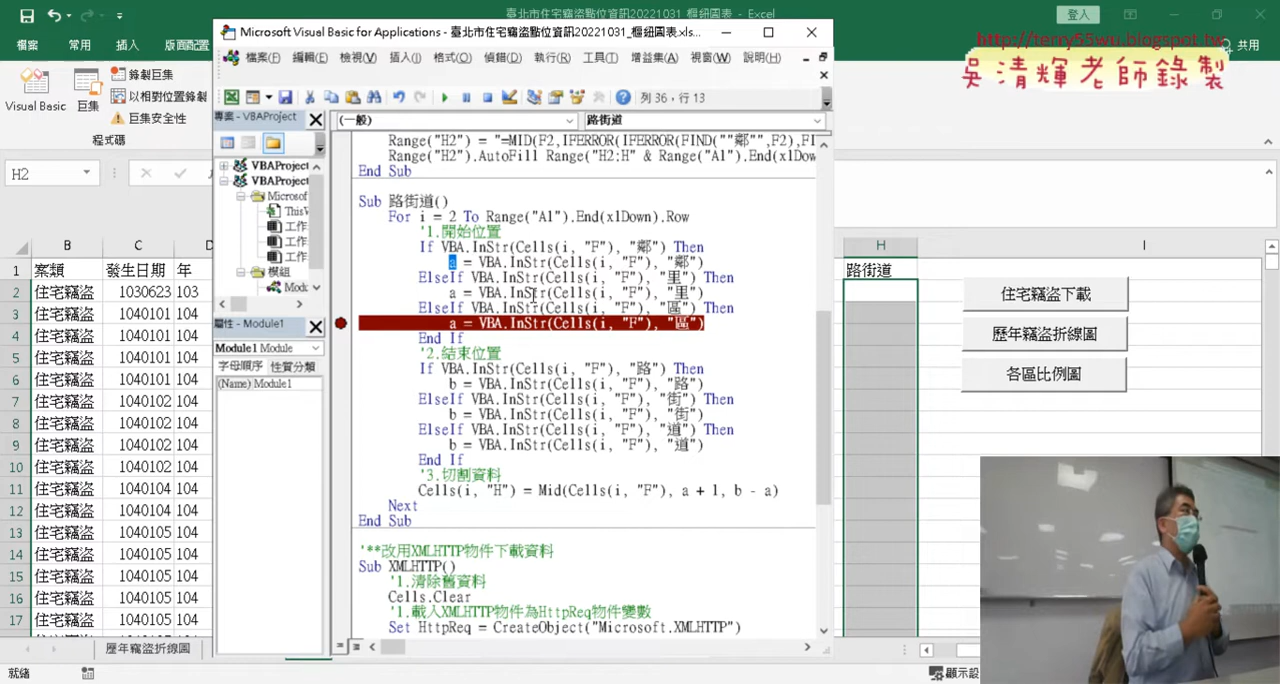 臺北市住宅竊盜點位資訊20221031_樞紐圖表 - Excel
登入
共用
檔案 常用 插入 版面配置
http://terry55wu.blogspot.tw
吳清輝老師錄製
Visual Basic 巨集
錄製巨集
以相對位置錄製
巨集安全性
程式碼
H2
Microsoft Visual Basic for Applications - 臺北市住宅竊盜點位資訊20221031_樞紐圖表.xls...
檔案(F) 編輯(E) 檢視(V) 插入(I) 格式(O) 偵錯(D) 執行(R) 工具(T) 增益集(A) 視窗(W) 說明(H)
列 36，行 13
專案 - VBAProject
VBAProject
VBAProject
Microsoft
ThisW
工作
工作
工作
模組
Modu
屬性 - Module1
Module1 Module
字母順序 性質分類
(Name) Module1
(一般) 路街道
Range("H2") = "=MID(F2,IFERROR(IFERROR(FIND(""鄰"",F2),FI
Range("H2").AutoFill Range("H2:H" & Range("A1").End(xlDow
End Sub
Sub 路街道()
For i = 2 To Range("A1").End(xlDown).Row
'1.開始位置
If VBA.InStr(Cells(i, "F"), "鄰") Then
a = VBA.InStr(Cells(i, "F"), "鄰")
ElseIf VBA.InStr(Cells(i, "F"), "里") Then
a = VBA.InStr(Cells(i, "F"), "里")
ElseIf VBA.InStr(Cells(i, "F"), "區") Then
a = VBA.InStr(Cells(i, "F"), "區")
End If
'2.結束位置
If VBA.InStr(Cells(i, "F"), "路") Then
b = VBA.InStr(Cells(i, "F"), "路")
ElseIf VBA.InStr(Cells(i, "F"), "街") Then
b = VBA.InStr(Cells(i, "F"), "街")
ElseIf VBA.InStr(Cells(i, "F"), "道") Then
b = VBA.InStr(Cells(i, "F"), "道")
End If
'3.切割資料
Cells(i, "H") = Mid(Cells(i, "F"), a + 1, b - a)
Next
End Sub
'**改用XMLHTTP物件下載資料
Sub XMLHTTP()
'1.清除舊資料
Cells.Clear
'1.載入XMLHTTP物件為HttpReq物件變數
Set HttpReq = CreateObject("Microsoft.XMLHTTP")
B C D H I
1 案類 發生日期 年 路街道
2 住宅竊盜 1030623 103
3 住宅竊盜 1040101 104
4 住宅竊盜 1040101 104
5 住宅竊盜 1040101 104
6 住宅竊盜 1040101 104
7 住宅竊盜 1040102 104
8 住宅竊盜 1040102 104
9 住宅竊盜 1040102 104
10 住宅竊盜 1040102 104
11 住宅竊盜 1040104 104
12 住宅竊盜 1040104 104
13 住宅竊盜 1040105 104
14 住宅竊盜 1040105 104
15 住宅竊盜 1040105 104
16 住宅竊盜 1040105 104
17 住宅竊盜 1040105 104
住宅竊盜下載
歷年竊盜折線圖
各區比例圖
歷年竊盜折線圖
就緒
顯示設